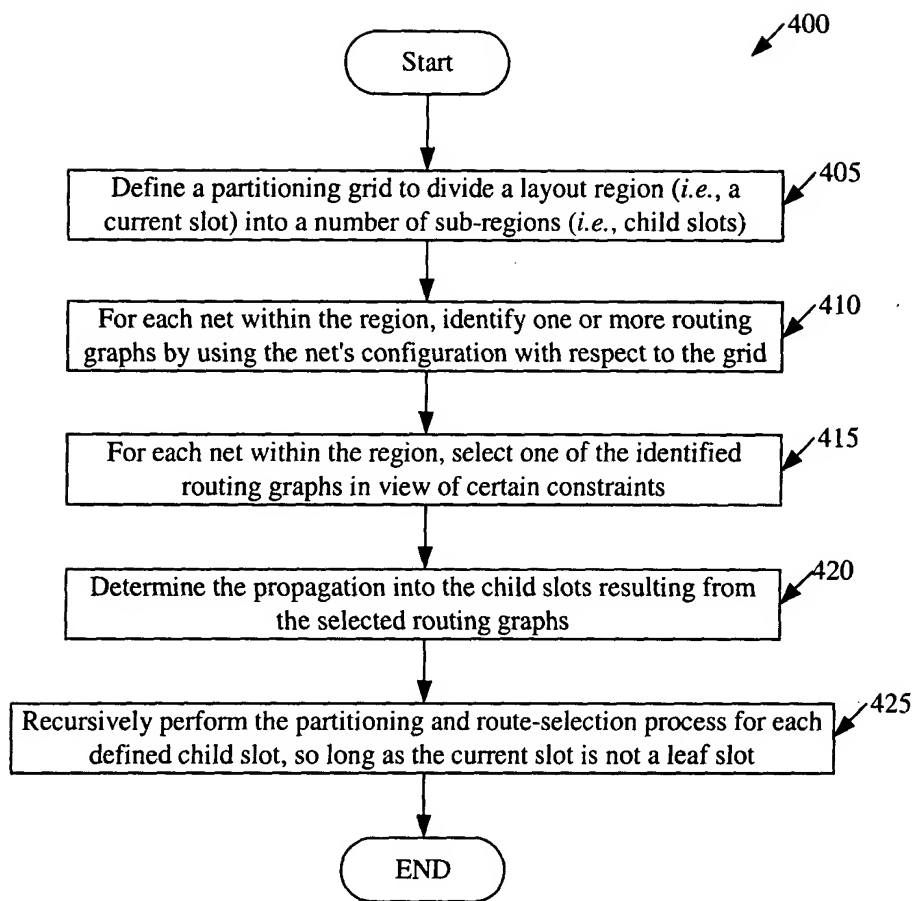 400
Start
405
Define a partitioning grid to divide a layout region (i.e., a
current slot) into a number of sub-regions (i.e., child slots)
410
For each net within the region, identify one or more routing
graphs by using the net's configuration with respect to the grid
415
For each net within the region, select one of the identified
routing graphs in view of certain constraints
420
Determine the propagation into the child slots resulting from
the selected routing graphs
425
Recursively perform the partitioning and route-selection process for each
defined child slot, so long as the current slot is not a leaf slot
END